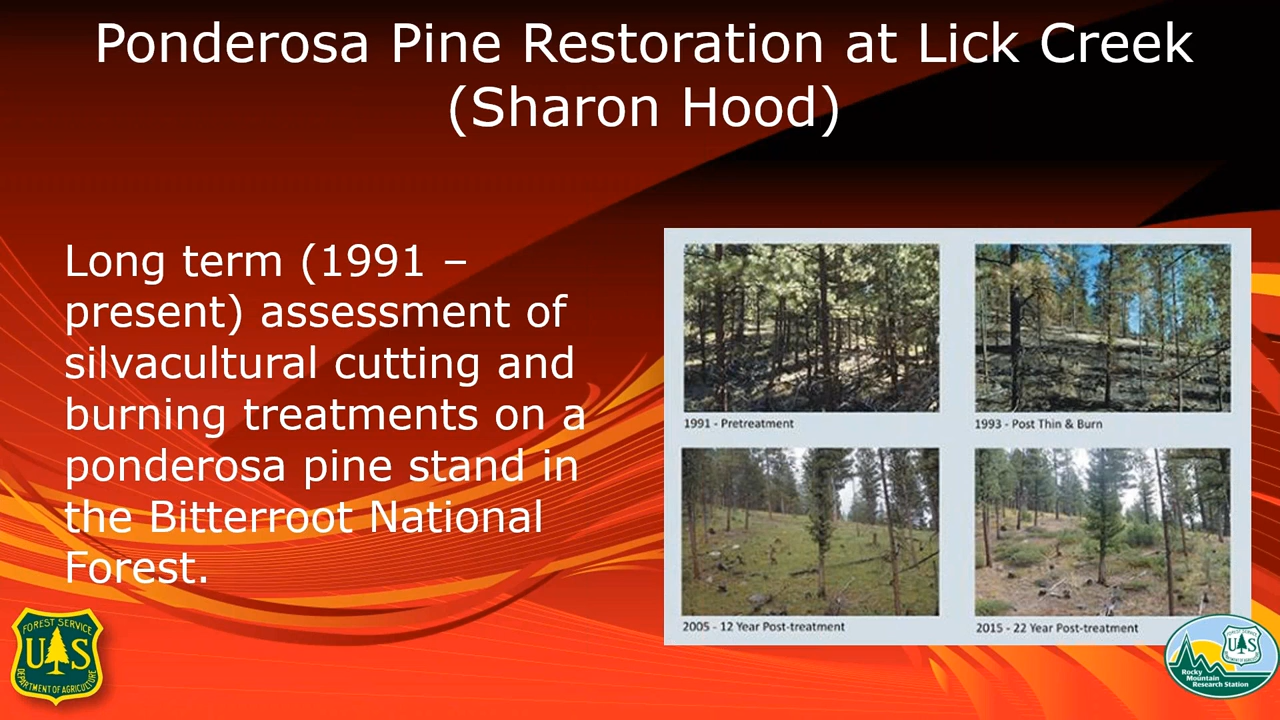 Ponderosa Pine Restoration at Lick Creek
(Sharon Hood)
Long term (1991 –
present) assessment of
silvacultural cutting and
burning treatments on a
ponderosa pine stand in
the Bitterroot National
Forest.
1991 - Pretreatment
1993 - Post Thin & Burn
2005 - 12 Year Post-treatment
2015 - 22 Year Post-treatment
FOREST SERVICE
U S
DEPARTMENT OF AGRICULTURE
UAS
Rocky
Mountain
Research Station